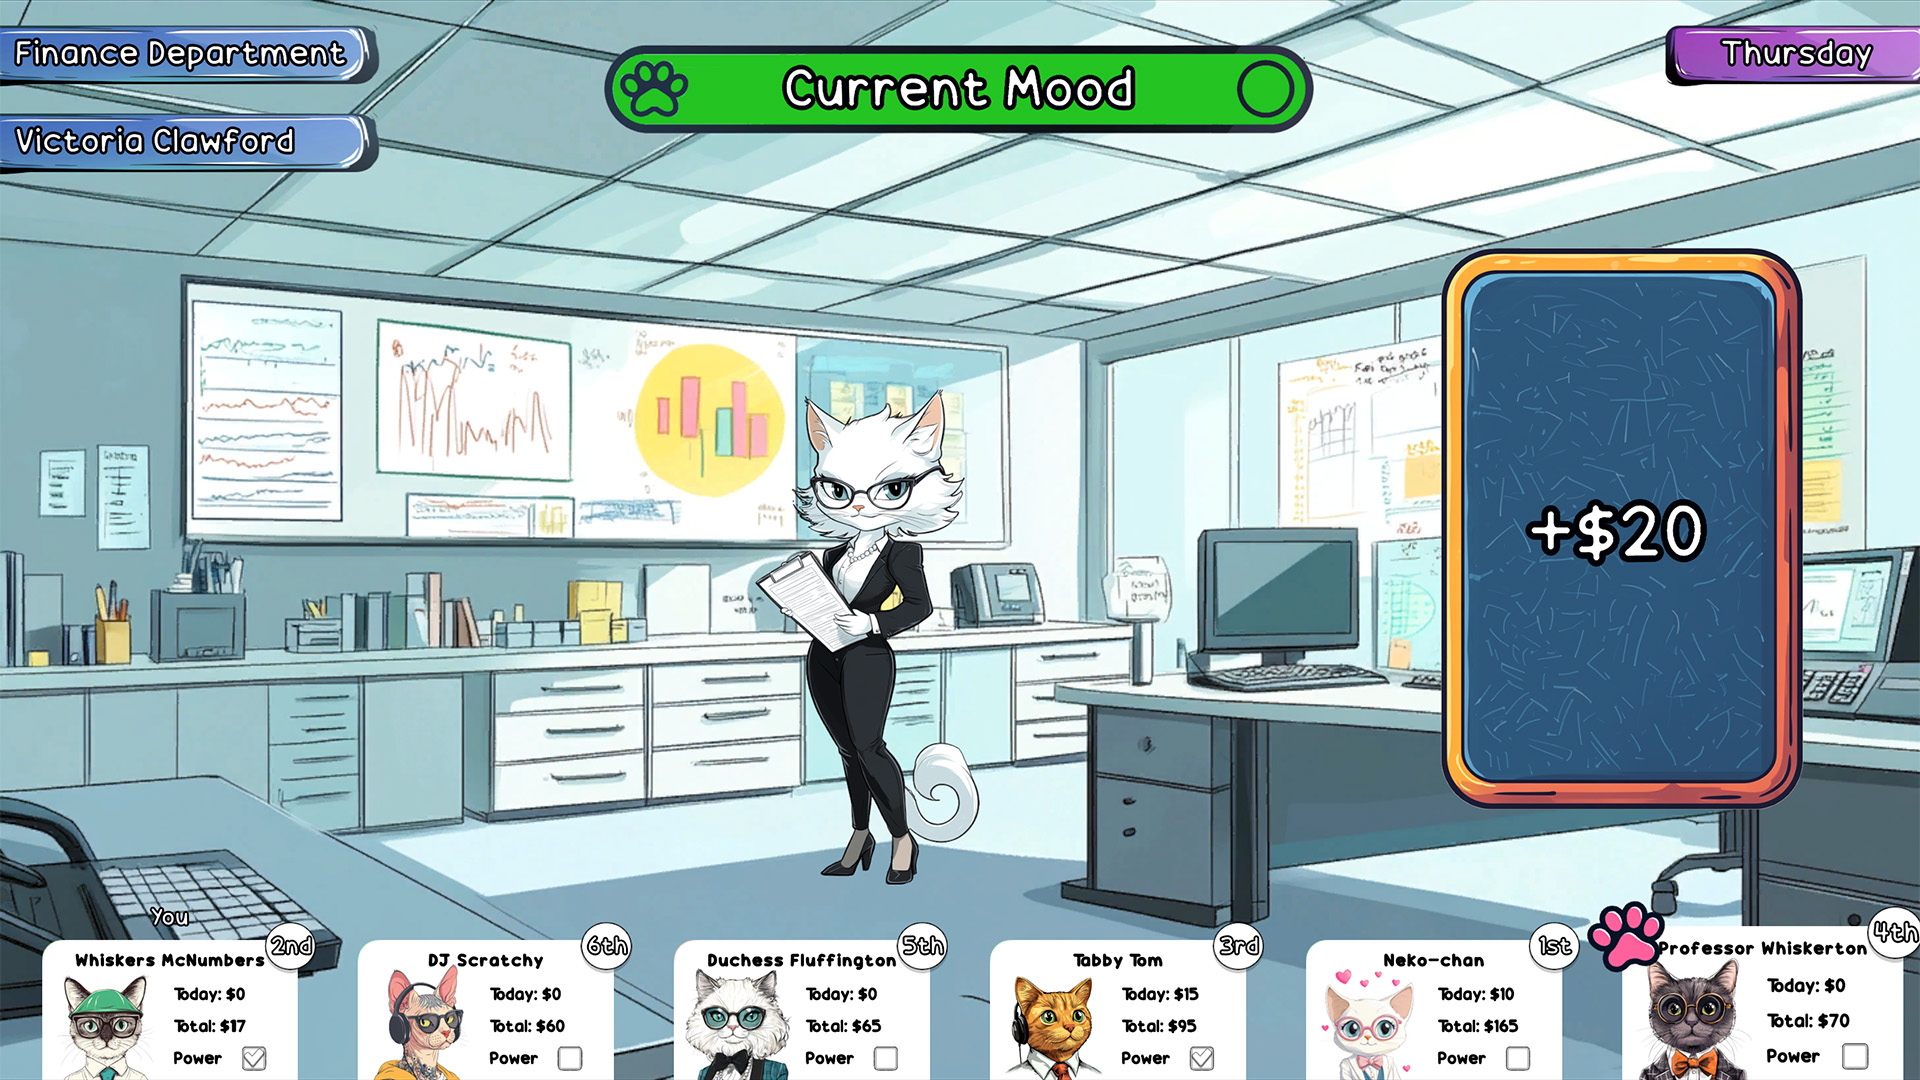 Finance Department
Current Mood
Thursday
Victoria Clawford
+$20
You
2nd
Whiskers McNumbers
Today: $0
Total: $17
Power
6th
DJ Scratchy
Today: $0
Total: $60
Power
5th
Duchess Fluffington
Today: $0
Total: $65
Power
3rd
Tabby Tom
Today: $15
Total: $95
Power
1st
Neko-chan
Today: $10
Total: $165
Power
4th
Professor Whiskerton
Today: $0
Total: $70
Power